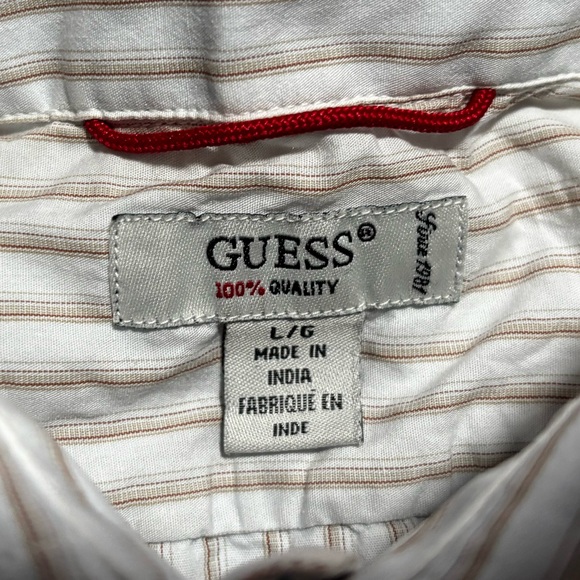 GUESS®
100% QUALITY
Since 1981
L/G
MADE IN
INDIA
FABRIQUÉ EN
INDE